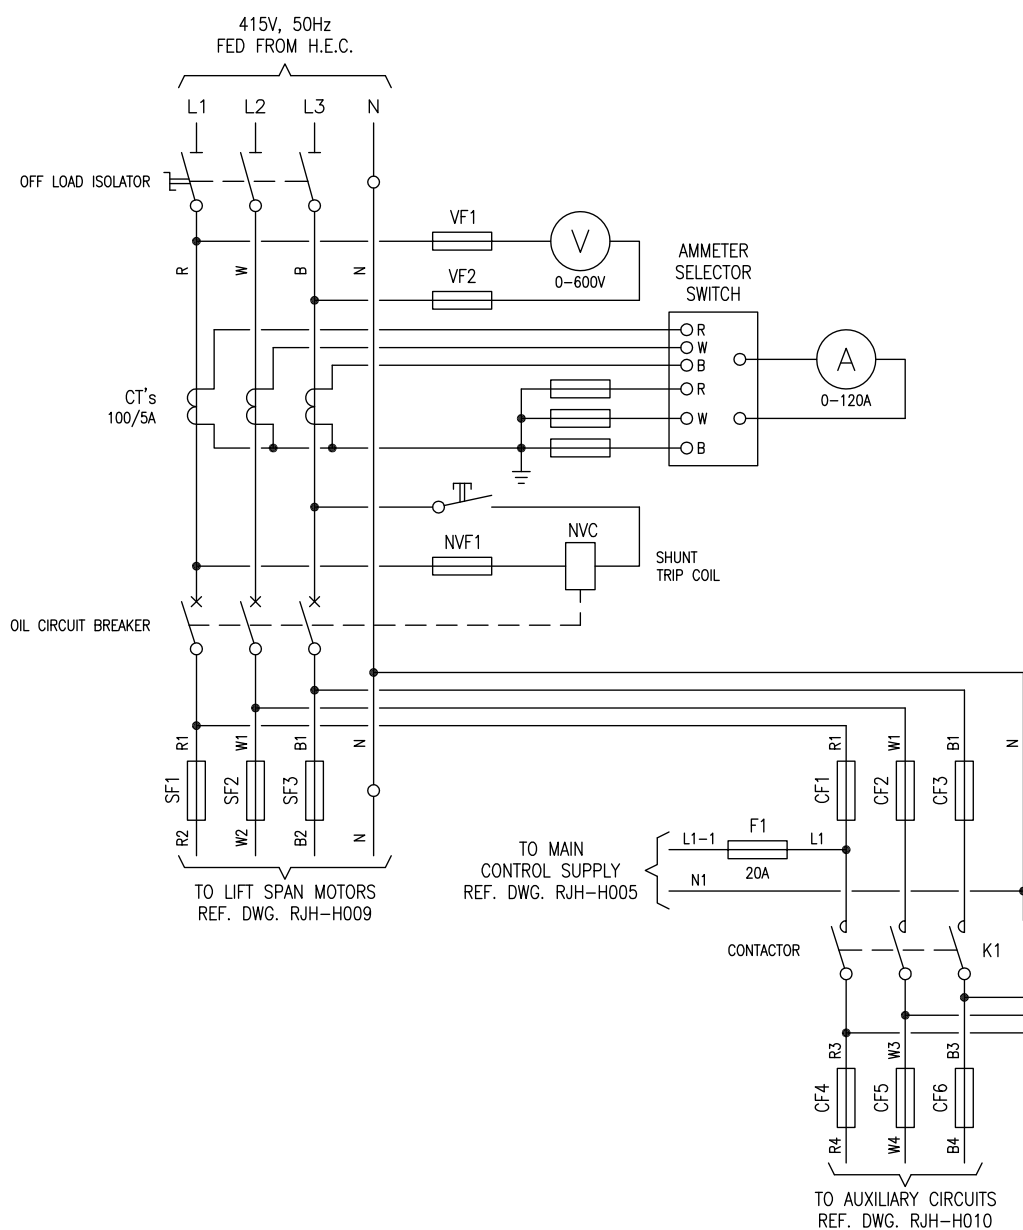 415V, 50Hz
FED FROM H.E.C.
L1 L2 L3 N
OFF LOAD ISOLATOR
VF1
V
0-600V
R W B N
VF2
AMMETER
SELECTOR
SWITCH
R
W
B
R
W
B
A
0-120A
CT's
100/5A
NVF1
NVC
SHUNT
TRIP COIL
OIL CIRCUIT BREAKER
R1 W1 B1 N
SF1 SF2 SF3
R2 W2 B2 N
TO LIFT SPAN MOTORS
REF. DWG. RJH-H009
R1 W1 B1 N
CF1 CF2 CF3
TO MAIN
CONTROL SUPPLY
REF. DWG. RJH-H005
L1-1 F1 L1
20A
N1
CONTACTOR
K1
R3 W3 B3
CF4 CF5 CF6
R4 W4 B4
TO AUXILIARY CIRCUITS
REF. DWG. RJH-H010